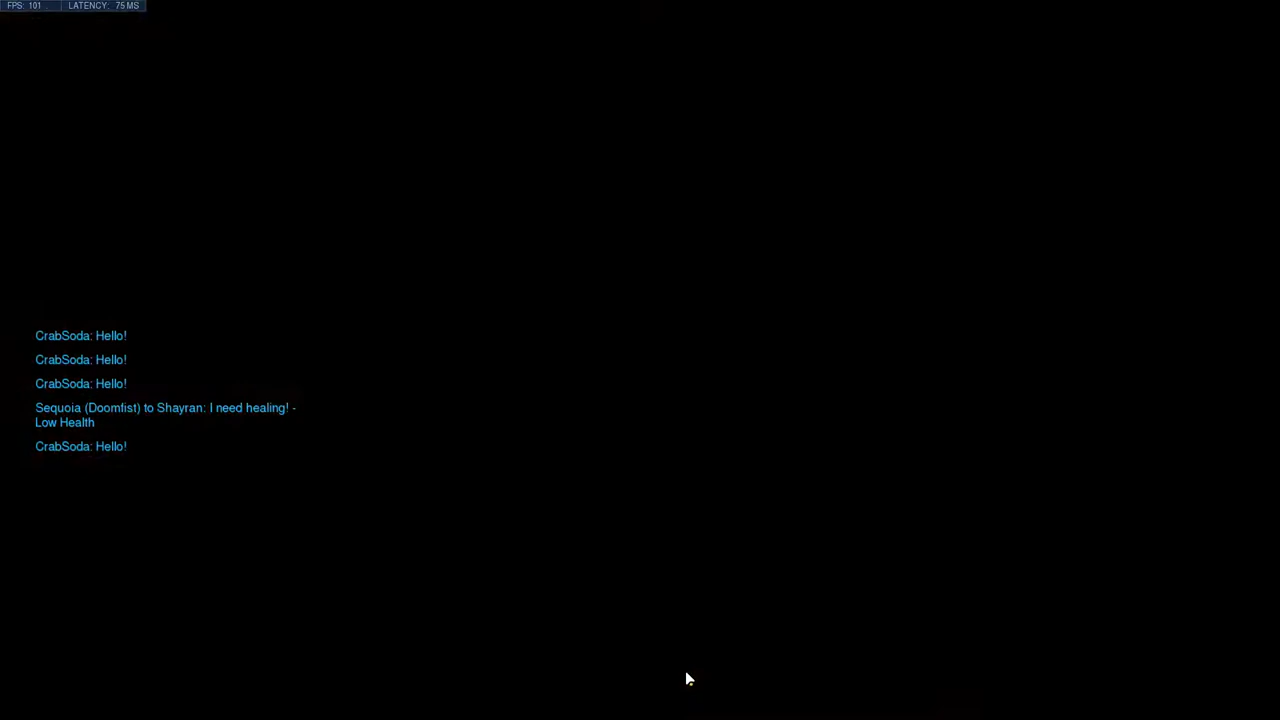 FPS: 101 LATENCY: 75 MS
CrabSoda: Hello!
CrabSoda: Hello!
CrabSoda: Hello!
Sequoia (Doomfist) to Shayran: I need healing! -
Low Health
CrabSoda: Hello!